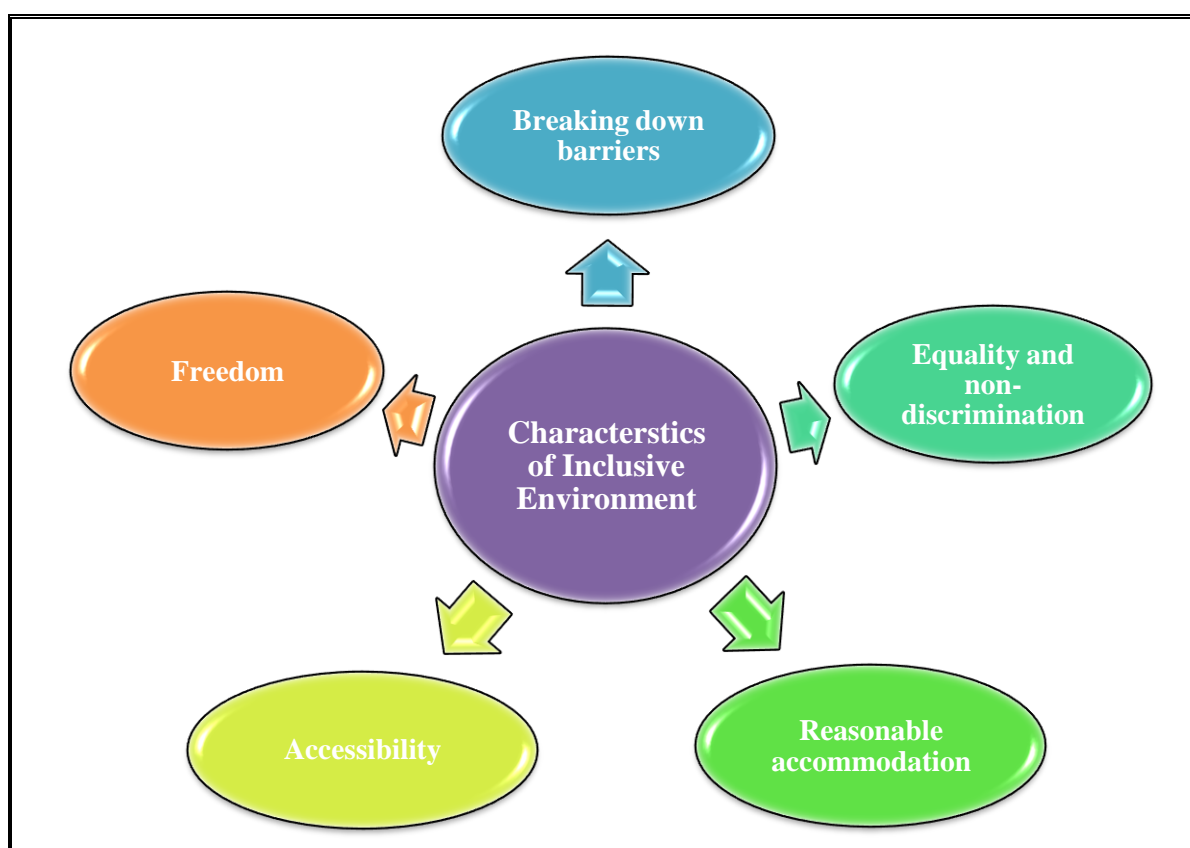 Breaking down
barriers
Freedom
Equality and
non-
discrimination
Characterstics
of Inclusive
Environment
Accessibility
Reasonable
accommodation